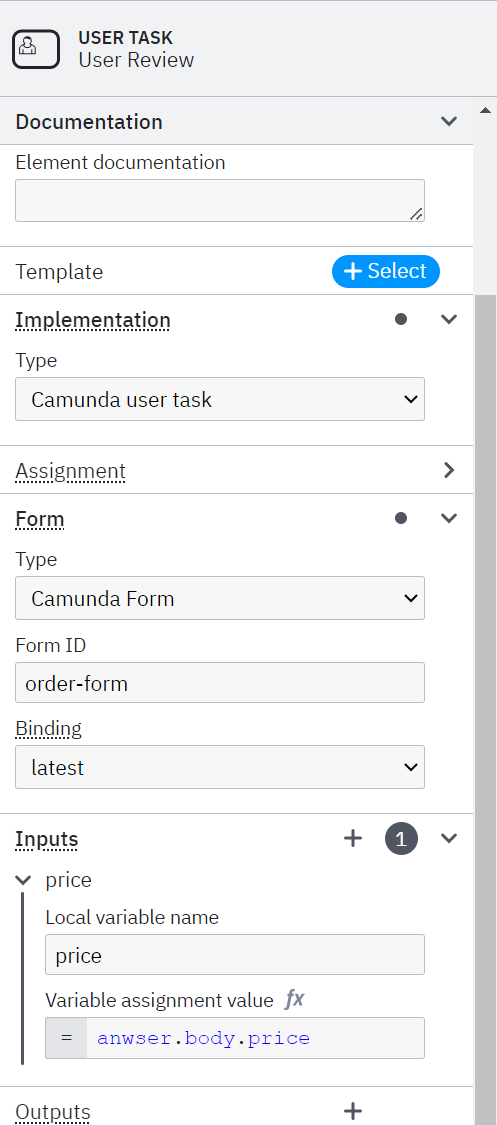 USER TASK
User Review
Documentation
Element documentation
Template
+ Select
Implementation
Type
Camunda user task
Assignment
Form
Type
Camunda Form
Form ID
order-form
Binding
latest
Inputs
1
price
Local variable name
price
Variable assignment value fx
= anwser.body.price
Outputs